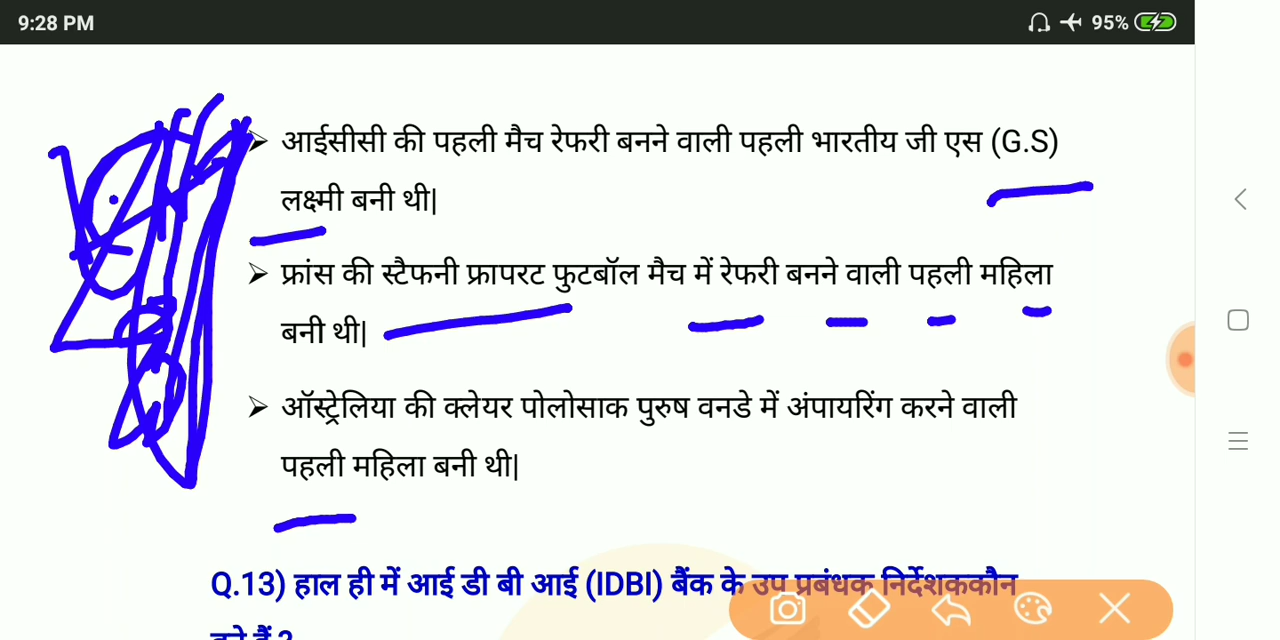 9:28 PM
95%
➢ आईसीसी की पहली मैच रेफरी बनने वाली पहली भारतीय जी एस (G.S)
लक्ष्मी बनी थी|
➢ फ्रांस की स्टैफनी फ्रापरट फुटबॉल मैच में रेफरी बनने वाली पहली महिला
बनी थी|
➢ ऑस्ट्रेलिया की क्लेयर पोलोसाक पुरुष वनडे में अंपायरिंग करने वाली
पहली महिला बनी थी|
Q.13) हाल ही में आई डी बी आई (IDBI) बैंक के उप प्रबंधक निर्देशककौन